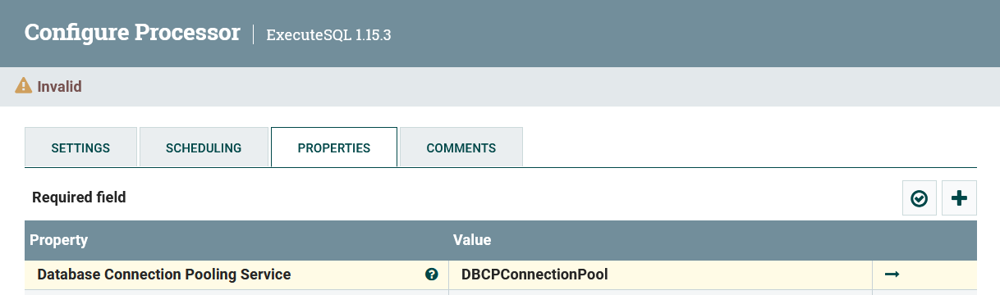 Configure Processor | ExecuteSQL 1.15.3
Invalid
SETTINGS SCHEDULING PROPERTIES COMMENTS
Required field
Property Value
Database Connection Pooling Service DBCPConnectionPool